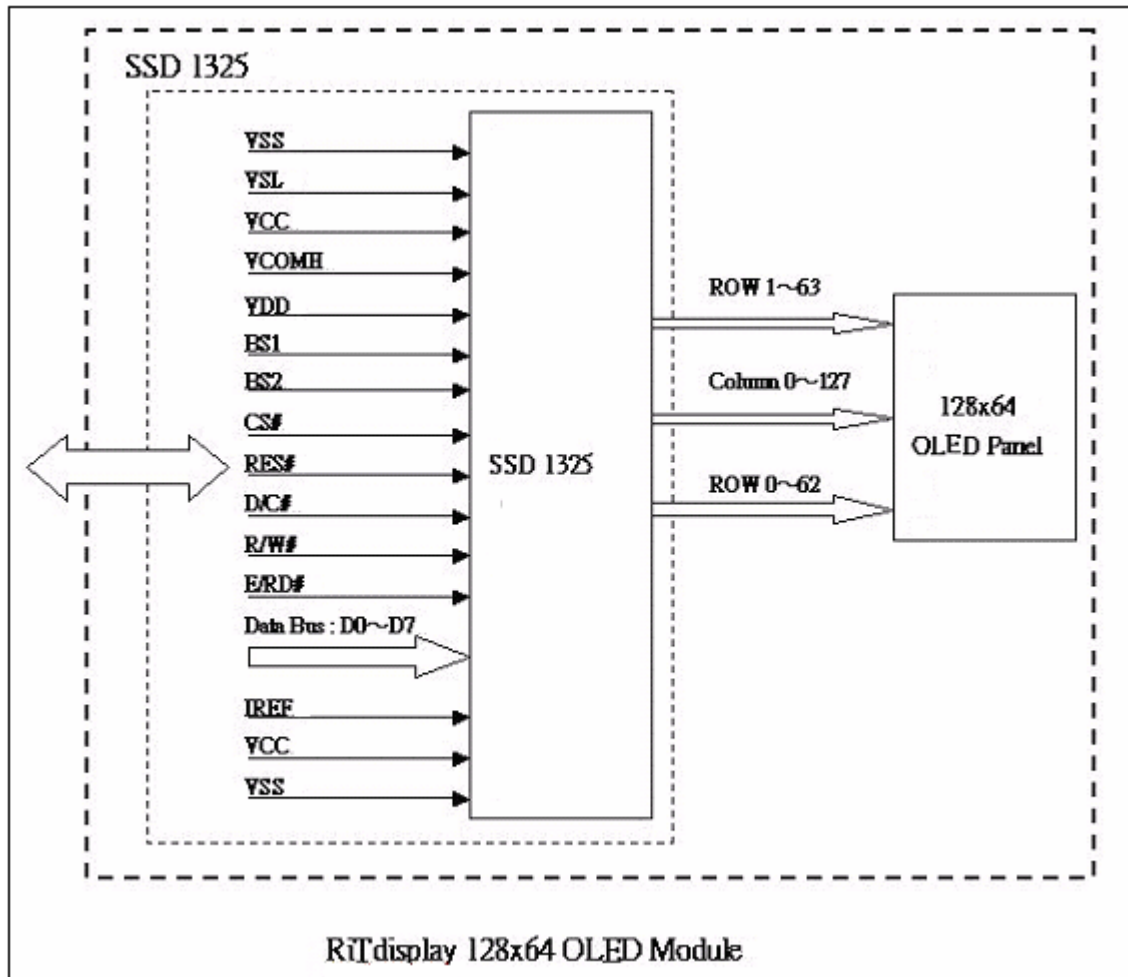 SSD 1325
VSS
VSL
VCC
VCOMH
VDD
BS1
BS2
CS#
RES#
D/C#
R/W#
E/RD#
Data Bus : D0～D7
IREF
VCC
VSS
SSD 1325
ROW 1～63
Column 0～127
ROW 0～62
128x64
OLED Panel
RiTdisplay 128x64 OLED Module